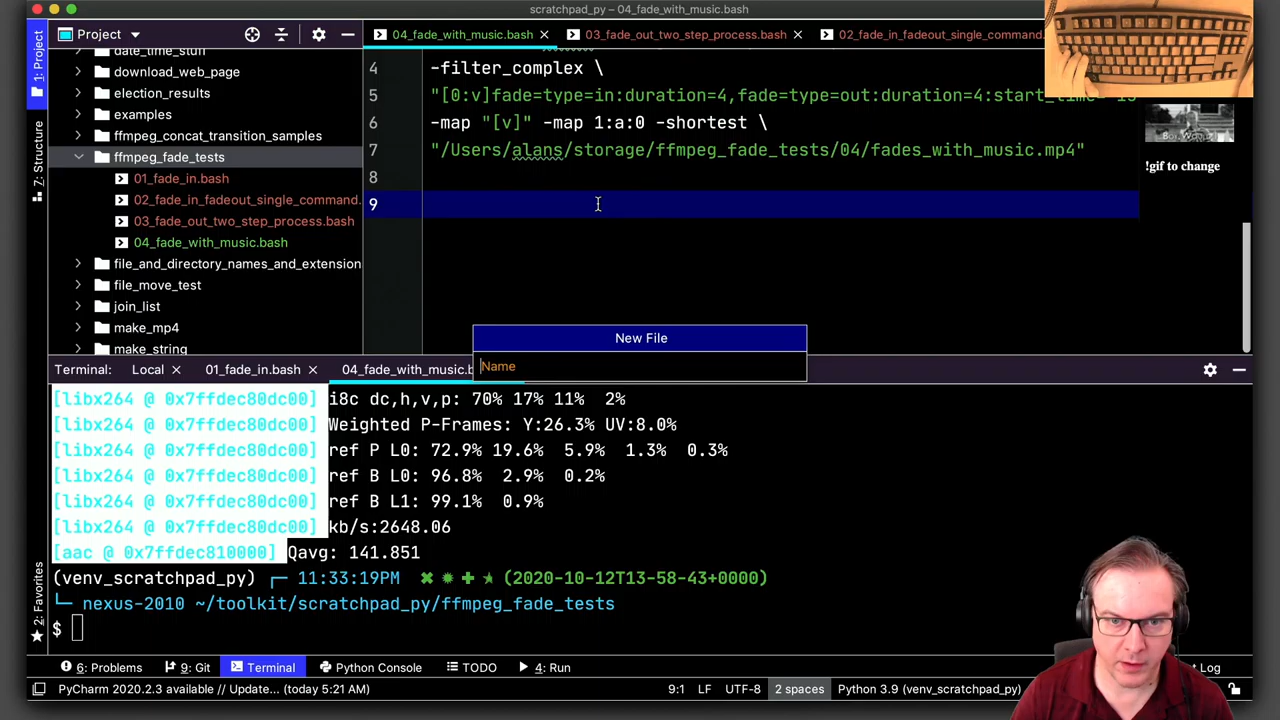 scratchpad_py – 04_fade_with_music.bash
Project
04_fade_with_music.bash
03_fade_out_two_step_process.bash
02_fade_in_fadeout_single_command.
1: Project
7: Structure
2: Favorites
date_time_stuff
download_web_page
election_results
examples
ffmpeg_concat_transition_samples
ffmpeg_fade_tests
01_fade_in.bash
02_fade_in_fadeout_single_command.
03_fade_out_two_step_process.bash
04_fade_with_music.bash
file_and_directory_names_and_extension
file_move_test
join_list
make_mp4
make_string
4 -filter_complex \
5 "[0:v]fade=type=in:duration=4,fade=type=out:duration=4:start_time=
6 -map "[v]" -map 1:a:0 -shortest \
7 "/Users/alans/storage/ffmpeg_fade_tests/04/fades_with_music.mp4"
8
9
!gif to change
New File
Name
Terminal: Local 01_fade_in.bash 04_fade_with_music.b
[libx264 @ 0x7ffdec80dc00] i8c dc,h,v,p: 70% 17% 11% 2%
[libx264 @ 0x7ffdec80dc00] Weighted P-Frames: Y:26.3% UV:8.0%
[libx264 @ 0x7ffdec80dc00] ref P L0: 72.9% 19.6% 5.9% 1.3% 0.3%
[libx264 @ 0x7ffdec80dc00] ref B L0: 96.8% 2.9% 0.2%
[libx264 @ 0x7ffdec80dc00] ref B L1: 99.1% 0.9%
[libx264 @ 0x7ffdec80dc00] kb/s:2648.06
[aac @ 0x7ffdec810000] Qavg: 141.851
(venv_scratchpad_py) 11:33:19PM (2020-10-12T13-58-43+0000)
nexus-2010 ~/toolkit/scratchpad_py/ffmpeg_fade_tests
$
6: Problems 9: Git Terminal Python Console TODO 4: Run t Log
PyCharm 2020.2.3 available // Update... (today 5:21 AM) 9:1 LF UTF-8 2 spaces Python 3.9 (venv_scratchpad_py)